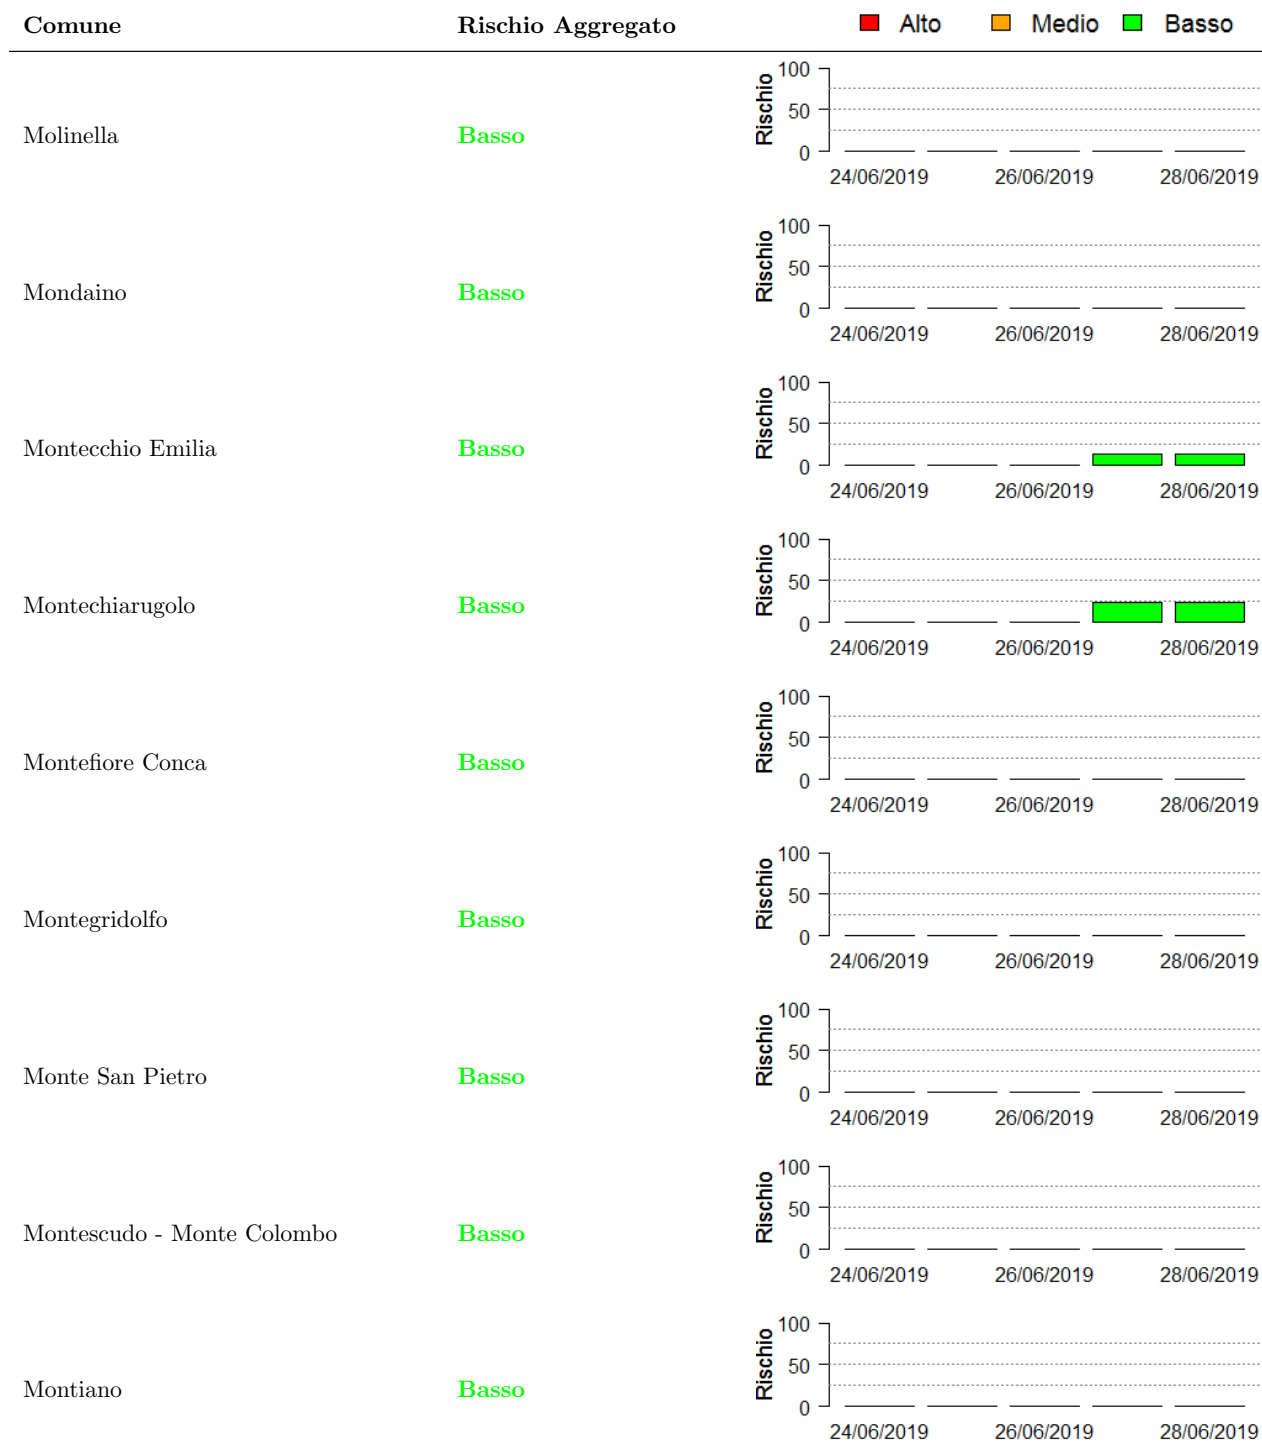 Comune Rischio Aggregato Alto Medio Basso
Molinella Basso Rischio 100 50 0
24/06/2019 26/06/2019 28/06/2019
Mondaino Basso Rischio 100 50 0
24/06/2019 26/06/2019 28/06/2019
Montecchio Emilia Basso Rischio 100 50 0
24/06/2019 26/06/2019 28/06/2019
Montechiarugolo Basso Rischio 100 50 0
24/06/2019 26/06/2019 28/06/2019
Montefiore Conca Basso Rischio 100 50 0
24/06/2019 26/06/2019 28/06/2019
Montegridolfo Basso Rischio 100 50 0
24/06/2019 26/06/2019 28/06/2019
Monte San Pietro Basso Rischio 100 50 0
24/06/2019 26/06/2019 28/06/2019
Montescudo - Monte Colombo Basso Rischio 100 50 0
24/06/2019 26/06/2019 28/06/2019
Montiano Basso Rischio 100 50 0
24/06/2019 26/06/2019 28/06/2019